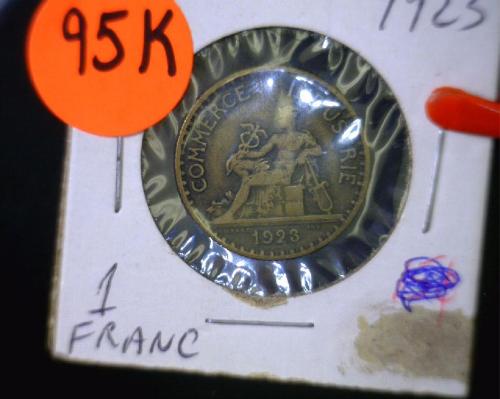 95K
1923
COMMERCE INDUSTRIE
1923
1
FRANC